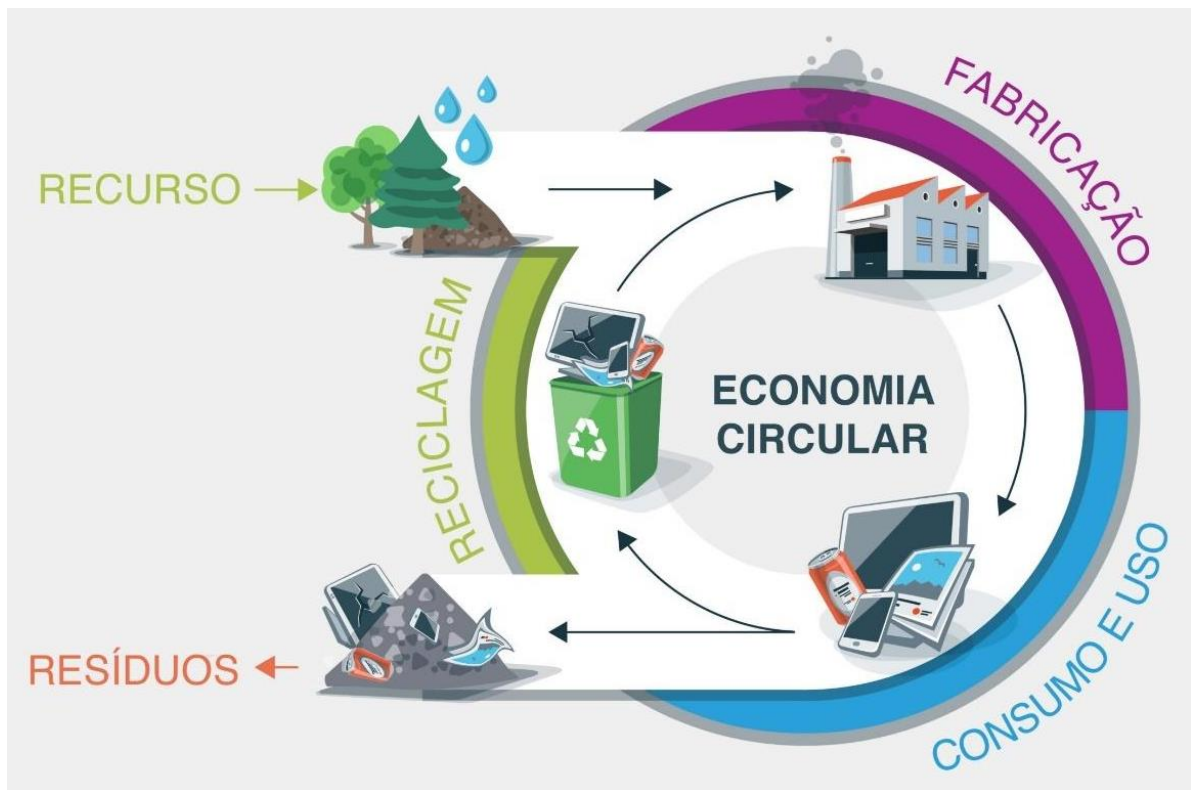 FABRICAÇÃO
RECURSO
RECICLAGEM
ECONOMIA
CIRCULAR
RESÍDUOS
CONSUMO E USO